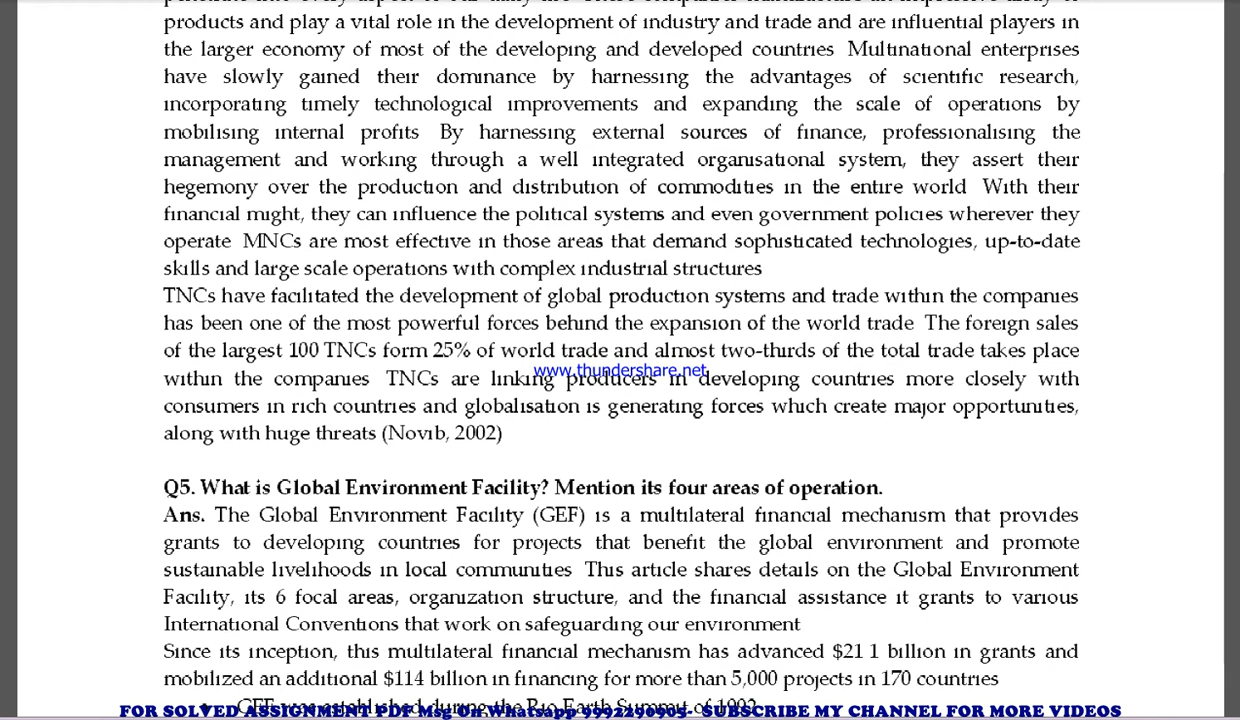 products and play a vital role in the development of industry and trade and are influential players in
the larger economy of most of the developing and developed countries Multinational enterprises
have slowly gained their dominance by harnessing the advantages of scientific research,
incorporating timely technological improvements and expanding the scale of operations by
mobilising internal profits By harnessing external sources of finance, professionalising the
management and working through a well integrated organisational system, they assert their
hegemony over the production and distribution of commodities in the entire world With their
financial might, they can influence the political systems and even government policies wherever they
operate MNCs are most effective in those areas that demand sophisticated technologies, up-to-date
skills and large scale operations with complex industrial structures
TNCs have facilitated the development of global production systems and trade within the companies
has been one of the most powerful forces behind the expansion of the world trade The foreign sales
of the largest 100 TNCs form 25% of world trade and almost two-thirds of the total trade takes place
www.thundershare.net
within the companies TNCs are linking producers in developing countries more closely with
consumers in rich countries and globalisation is generating forces which create major opportunities,
along with huge threats (Novib, 2002)
Q5. What is Global Environment Facility? Mention its four areas of operation.
Ans. The Global Environment Facility (GEF) is a multilateral financial mechanism that provides
grants to developing countries for projects that benefit the global environment and promote
sustainable livelihoods in local communities This article shares details on the Global Environment
Facility, its 6 focal areas, organization structure, and the financial assistance it grants to various
International Conventions that work on safeguarding our environment
Since its inception, this multilateral financial mechanism has advanced $21 1 billion in grants and
mobilized an additional $114 billion in financing for more than 5,000 projects in 170 countries
GEF was established during the Rio Earth Summit of 1992
FOR SOLVED ASSIGNMENT PDF Msg On Whatsapp 9992290905- SUBSCRIBE MY CHANNEL FOR MORE VIDEOS